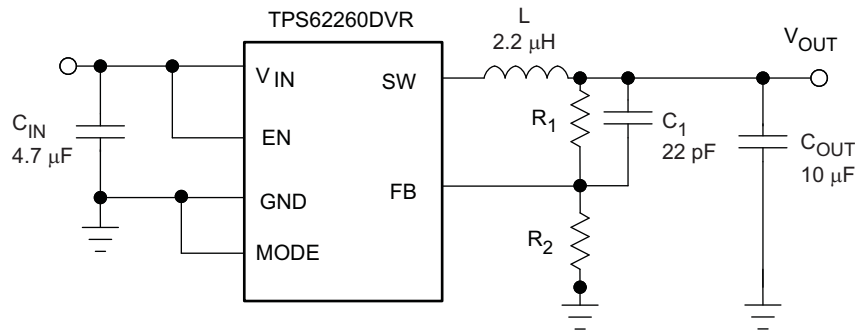 TPS62260DVR
L
2.2 μH
VOUT
VIN
SW
CIN
4.7 μF
EN
R1
C1
22 pF
COUT
10 μF
GND
FB
MODE
R2